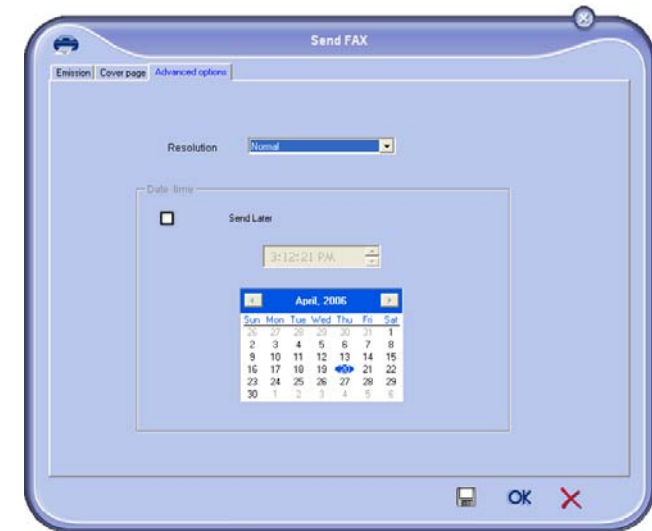 Send FAX
Emission Cover page Advanced options
Resolution Normal
Date-time
Send Later
3:12:21 PM
April, 2006
Sun Mon Tue Wed Thu Fri Sat
26 27 28 29 30 31 1
2 3 4 5 6 7 8
9 10 11 12 13 14 15
16 17 18 19 20 21 22
23 24 25 26 27 28 29
30 1 2 3 4 5 6
OK